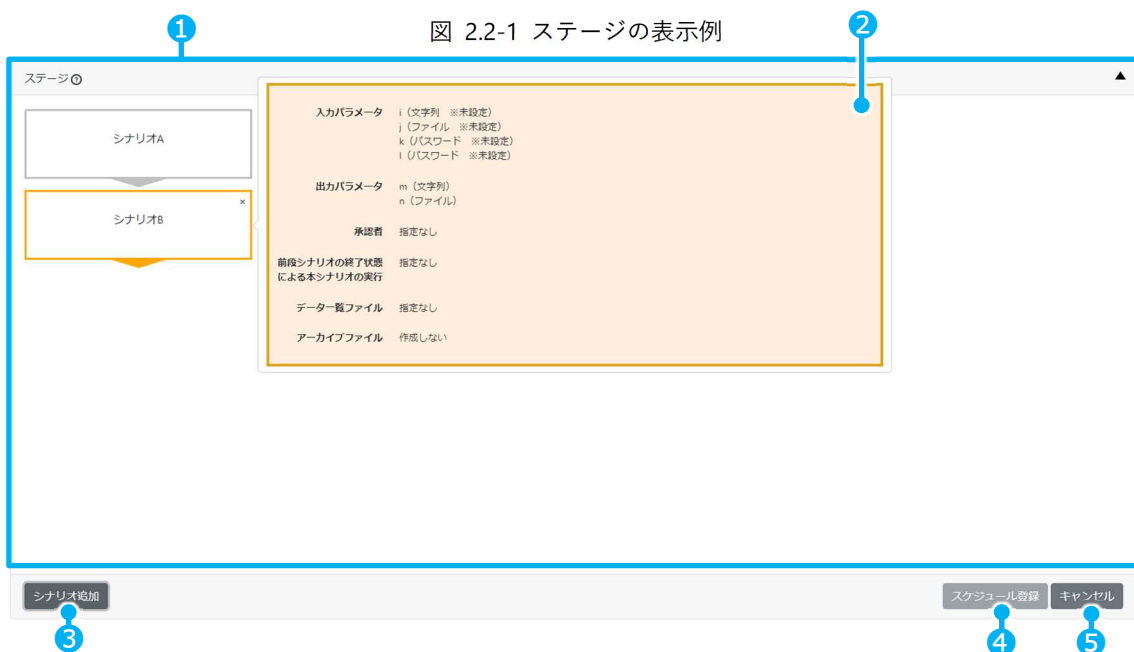 図 2.2-1 ステージの表示例
1
2
ステージ ?
シナリオA
×
シナリオB
入力パラメータ i(文字列 ※未設定)
j(ファイル ※未設定)
k(パスワード ※未設定)
l(パスワード ※未設定)
出力パラメータ m(文字列)
n(ファイル)
承認者 指定なし
前段シナリオの終了状態 指定なし
による本シナリオの実行
データ一覧ファイル 指定なし
アーカイブファイル 作成しない
シナリオ追加
スケジュール登録 キャンセル
3
4
5